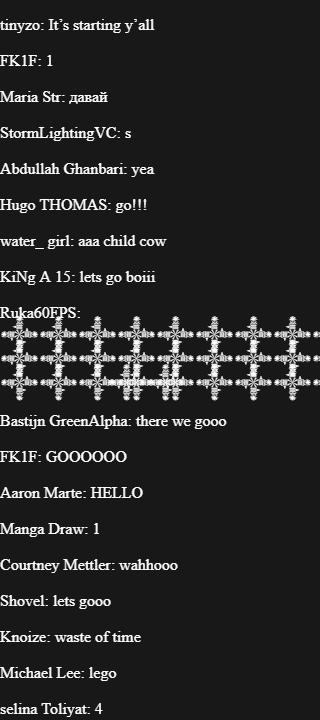 tinyzo: It’s starting y’all
FK1F: 1
Maria Str: давай
StormLightingVC: s
Abdullah Ghanbari: yea
Hugo THOMAS: go!!!
water_ girl: aaa child cow
KiNg A 15: lets go boiii
Ruka60FPS:
Bastijn GreenAlpha: there we gooo
FK1F: GOOOOOO
Aaron Marte: HELLO
Manga Draw: 1
Courtney Mettler: wahhooo
Shovel: lets gooo
Knoize: waste of time
Michael Lee: lego
selina Toliyat: 4